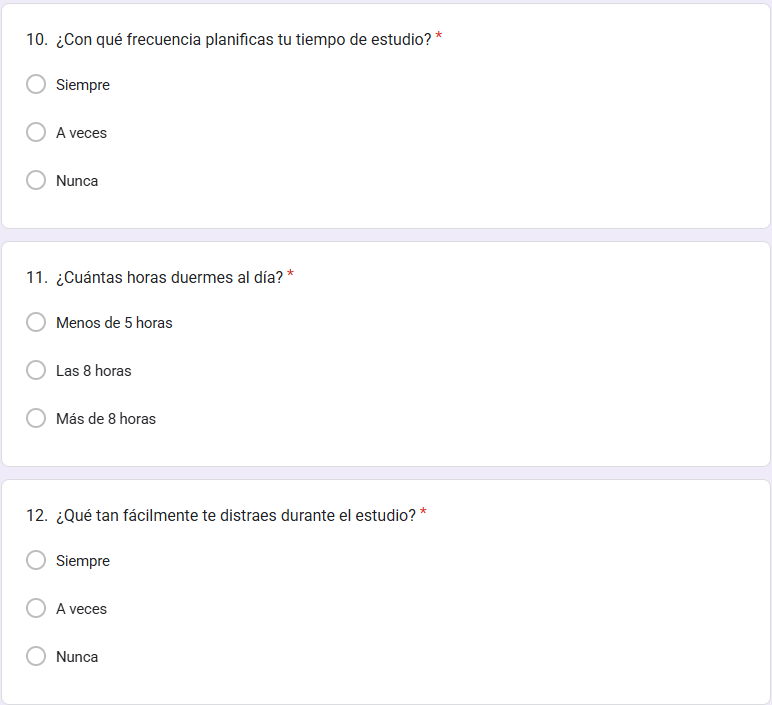 10. ¿Con qué frecuencia planificas tu tiempo de estudio? *
Siempre
A veces
Nunca
11. ¿Cuántas horas duermes al día? *
Menos de 5 horas
Las 8 horas
Más de 8 horas
12. ¿Qué tan fácilmente te distraes durante el estudio? *
Siempre
A veces
Nunca